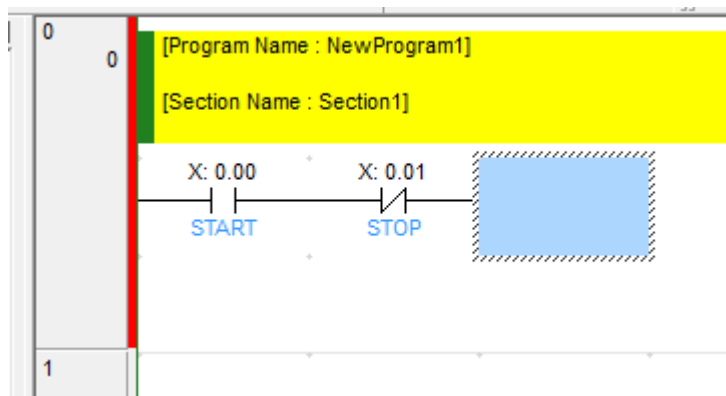 0
0
[Program Name : NewProgram1]
[Section Name : Section1]
X: 0.00 X: 0.01
START STOP
1